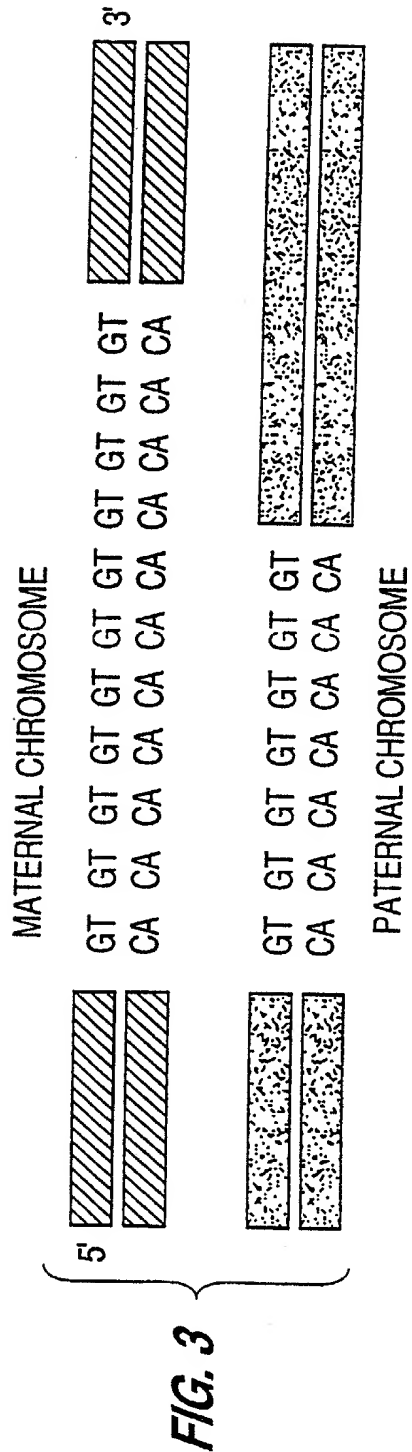 MATERNAL CHROMOSOME
5' GT GT GT GT GT GT GT GT GT GT GT 3'
CA CA CA CA CA CA CA CA CA CA CA
GT GT GT GT GT GT GT
CA CA CA CA CA CA CA
PATERNAL CHROMOSOME
FIG. 3